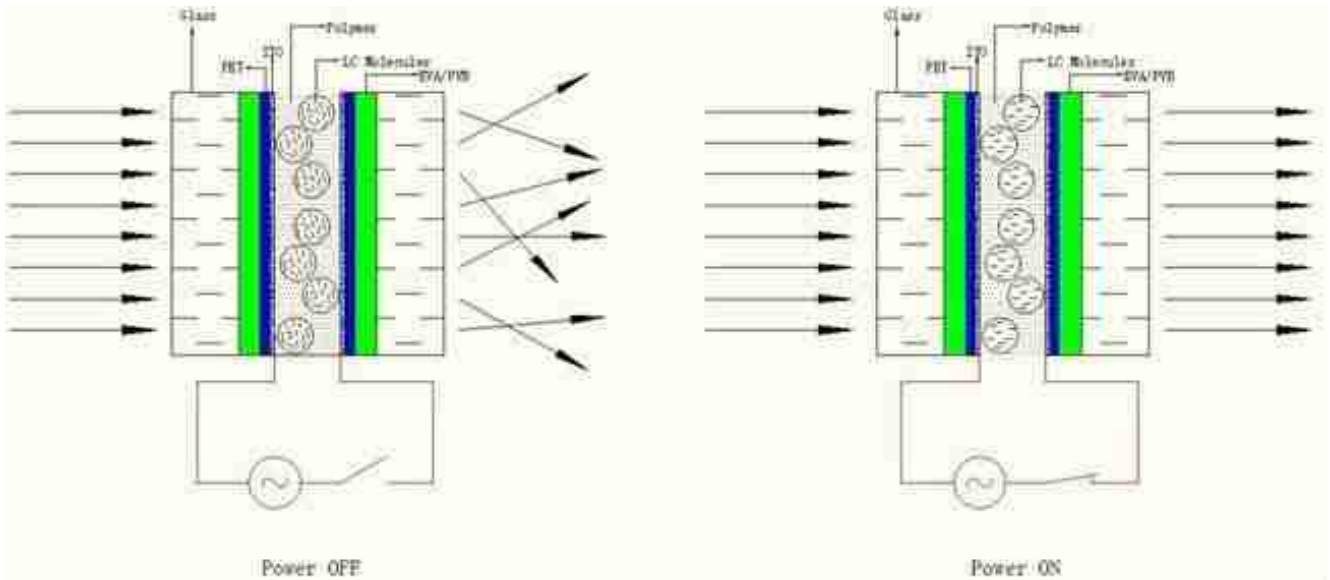 Glass
Polymer
ITO
PET
LC Molecules
EVA/PVB
Power OFF
Glass
Polymer
ITO
PET
LC Molecules
EVA/PVB
Power ON